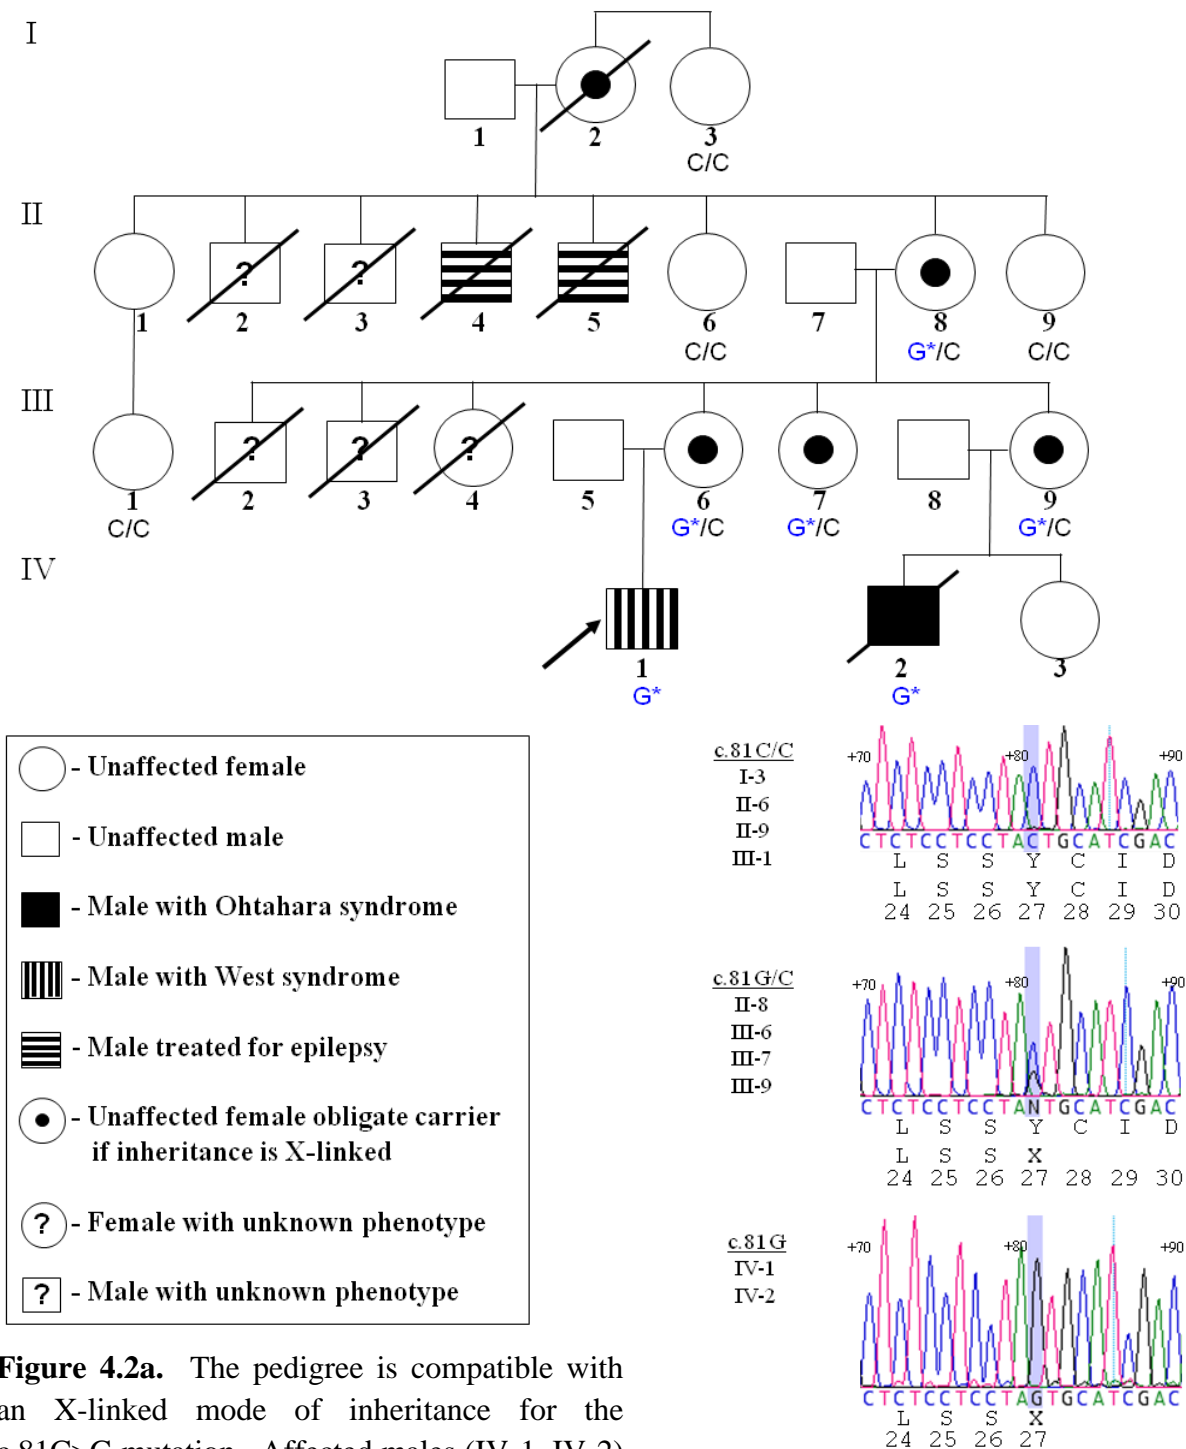 I
1 2 3
C/C
II
? ?
1 2 3 4 5 6 7 8 9
C/C G*/C C/C
III
? ? ?
1 2 3 4 5 6 7 8 9
C/C G*/C G*/C G*/C
IV
1 2 3
G* G*
- Unaffected female
- Unaffected male
- Male with Ohtahara syndrome
- Male with West syndrome
- Male treated for epilepsy
- Unaffected female obligate carrier
if inheritance is X-linked
? - Female with unknown phenotype
? - Male with unknown phenotype
c.81C/C
I-3
II-6
II-9
III-1
+70 +80 +90
CTCTCCTCCTACTGCATCGAC
L S S Y C I D
L S S Y C I D
24 25 26 27 28 29 30
c.81G/C
II-8
III-6
III-7
III-9
+70 +80 +90
CTCTCCTCCTANTGCATCGAC
L S S Y C I D
L S S X
24 25 26 27 28 29 30
c.81G
IV-1
IV-2
+70 +80 +90
CTCTCCTCCTAGTGCATCGAC
L S S X
24 25 26 27
Figure 4.2a. The pedigree is compatible with
an X-linked mode of inheritance for the